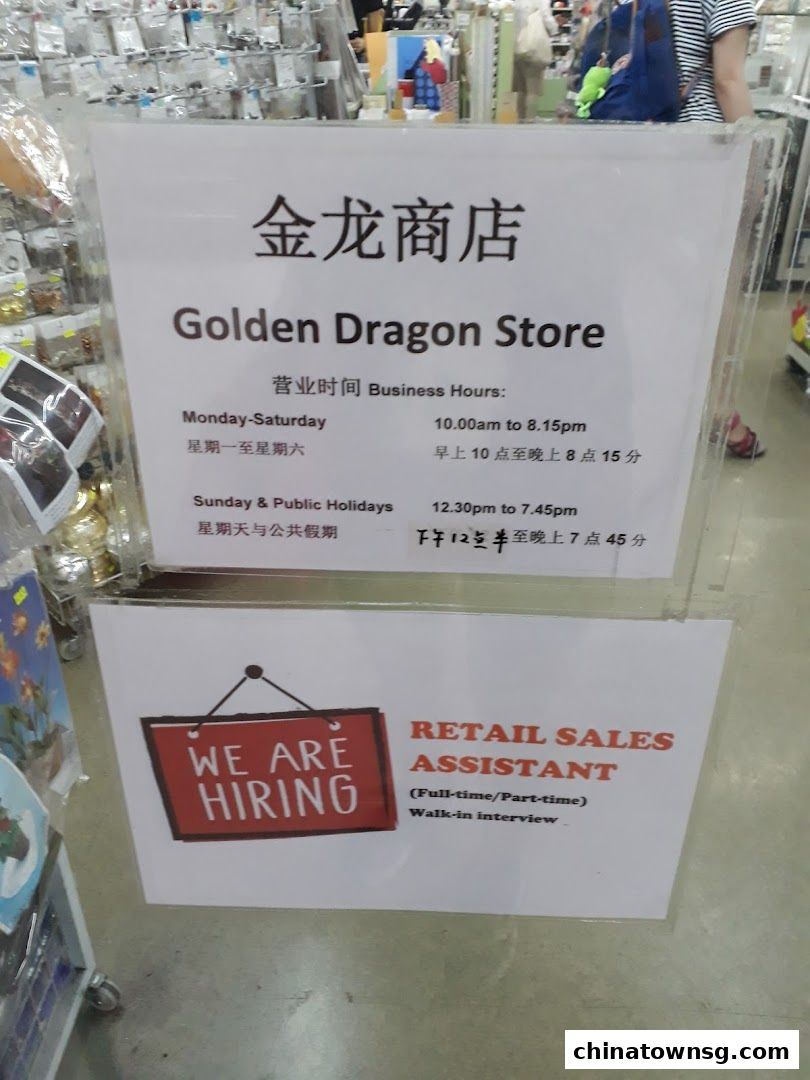 金龙商店
Golden Dragon Store
营业时间 Business Hours:
Monday-Saturday 10.00am to 8.15pm
星期一至星期六 早上 10 点至晚上 8 点 15 分
Sunday & Public Holidays 12.30pm to 7.45pm
星期天与公共假期 下午12点半至晚上 7 点 45 分
WE ARE
HIRING
RETAIL SALES
ASSISTANT
(Full-time/Part-time)
Walk-in interview
chinatownsg.com